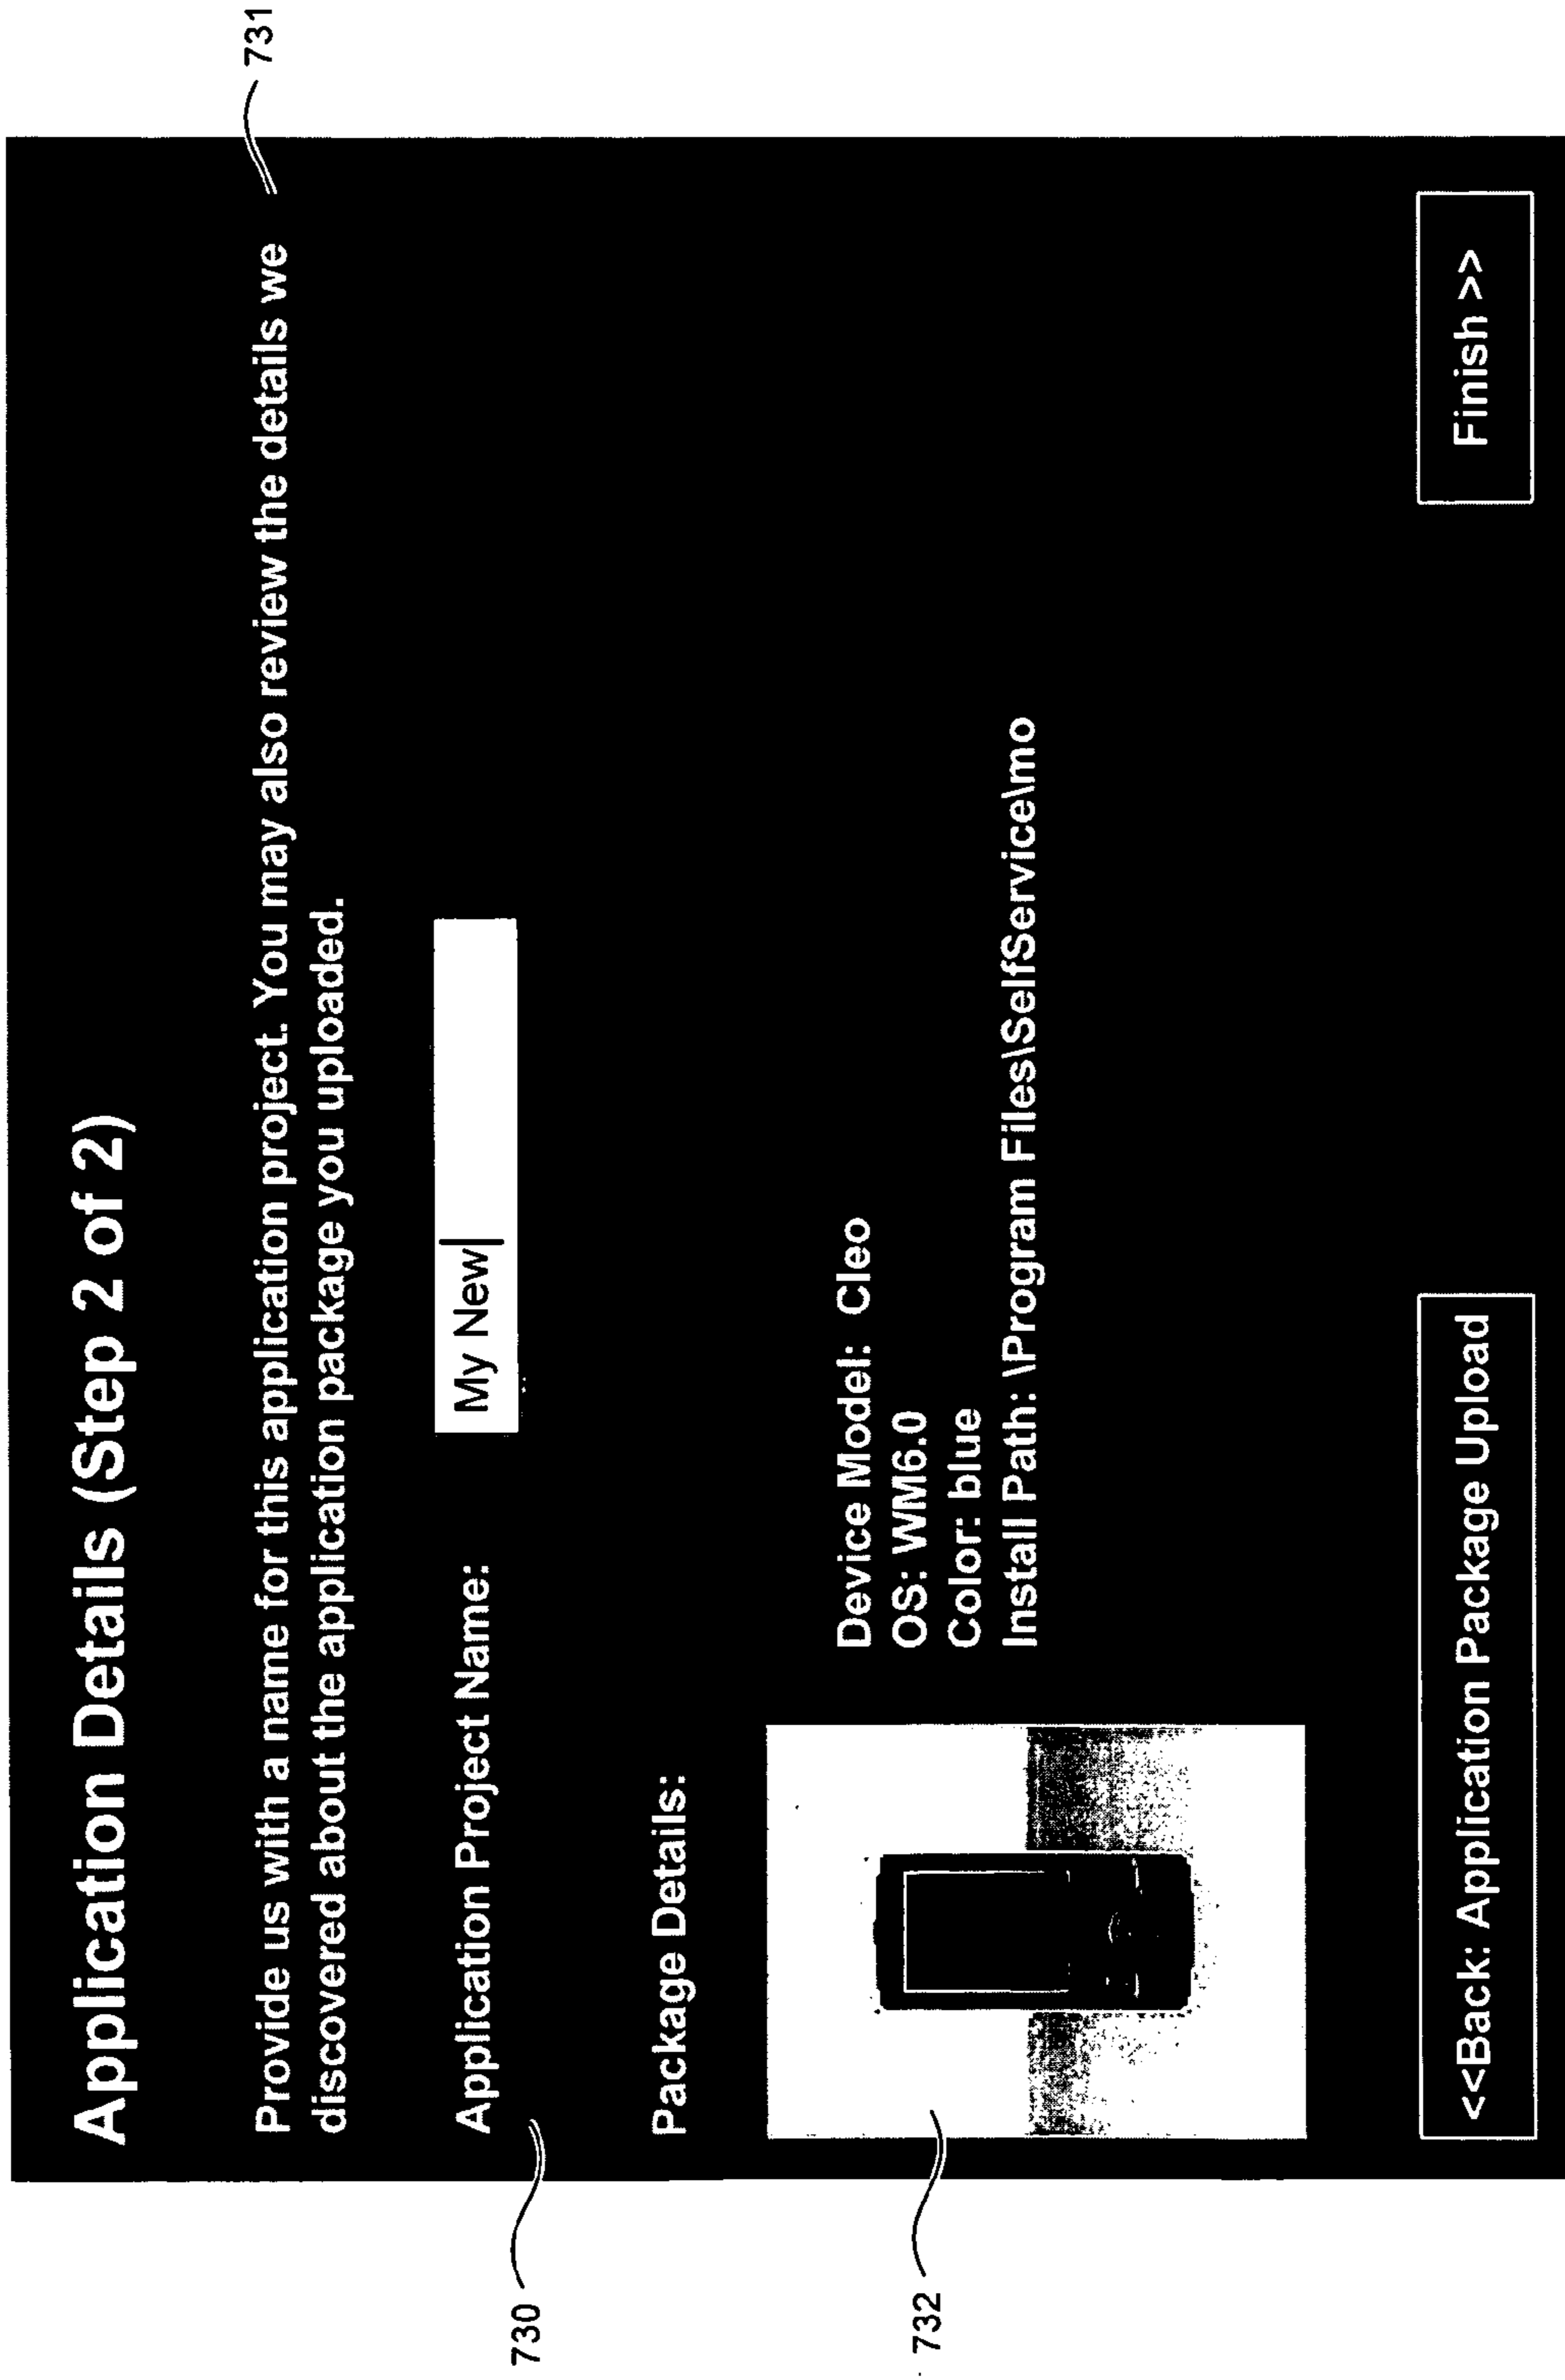 Application Details (Step 2 of 2)
731
Provide us with a name for this application project. You may also review the details we
discovered about the application package you uploaded.
730
Application Project Name: My New
Package Details:
732
Device Model: Cleo
OS: WM6.0
Color: blue
Install Path: \Program Files\SelfService\mo
<<Back: Application Package Upload
Finish >>